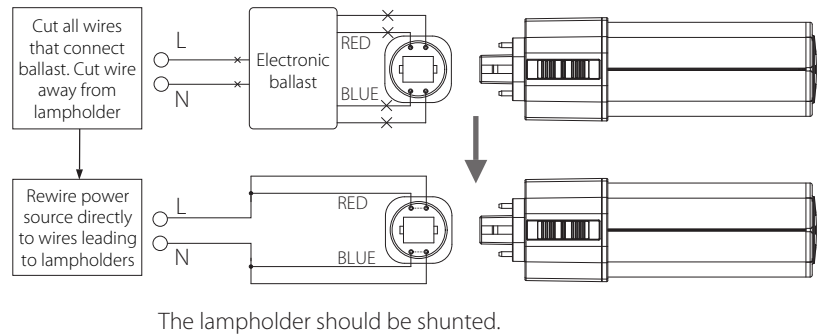 Cut all wires
that connect
ballast. Cut wire
away from
lampholder
L
N
Electronic
ballast
RED
BLUE
Rewire power
source directly
to wires leading
to lampholders
L
N
RED
BLUE
The lampholder should be shunted.